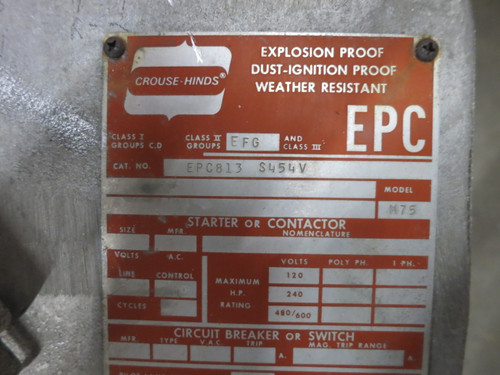 CROUSE-HINDS®
EXPLOSION PROOF
DUST-IGNITION PROOF
WEATHER RESISTANT
EPC
CLASS I GROUPS C,D
CLASS II GROUPS EFG AND CLASS III
CAT. NO. EPC813 S454V
MODEL
M75
STARTER OR CONTACTOR
NOMENCLATURE
SIZE MFR.
VOLTS A.C.
LINE CONTROL
CYCLES
VOLTS POLY PH. 1-PH.
MAXIMUM H.P. RATING
120
240
480/600
CIRCUIT BREAKER OR SWITCH
MFR. TYPE V.A.C. TRIP MAG. TRIP RANGE
A. A.